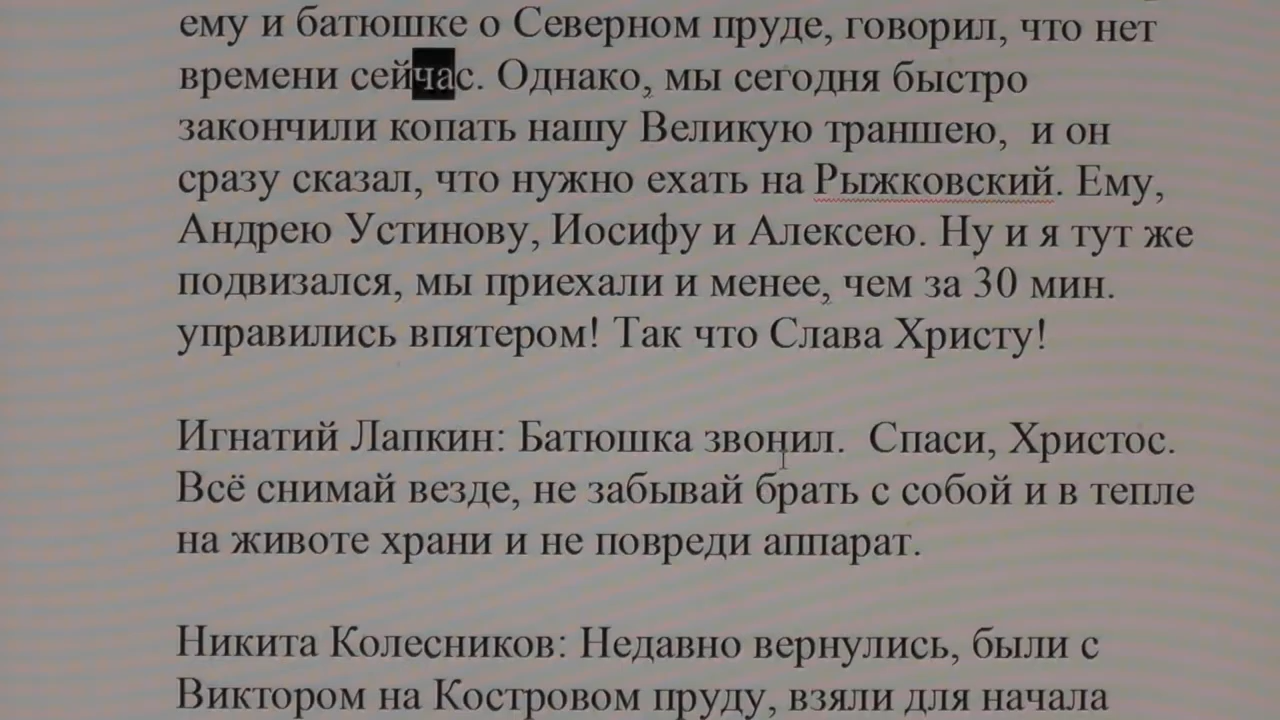 ему и батюшке о Северном пруде, говорил, что нет
времени сейчас. Однако, мы сегодня быстро
закончили копать нашу Великую траншею,  и он
сразу сказал, что нужно ехать на Рыжковский. Ему,
Андрею Устинову, Иосифу и Алексею. Ну и я тут же
подвизался, мы приехали и менее, чем за 30 мин.
управились впятером! Так что Слава Христу!
Игнатий Лапкин: Батюшка звонил.  Спаси, Христос.
Всё снимай везде, не забывай брать с собой и в тепле
на животе храни и не повреди аппарат.
Никита Колесников: Недавно вернулись, были с
Виктором на Костровом пруду, взяли для начала